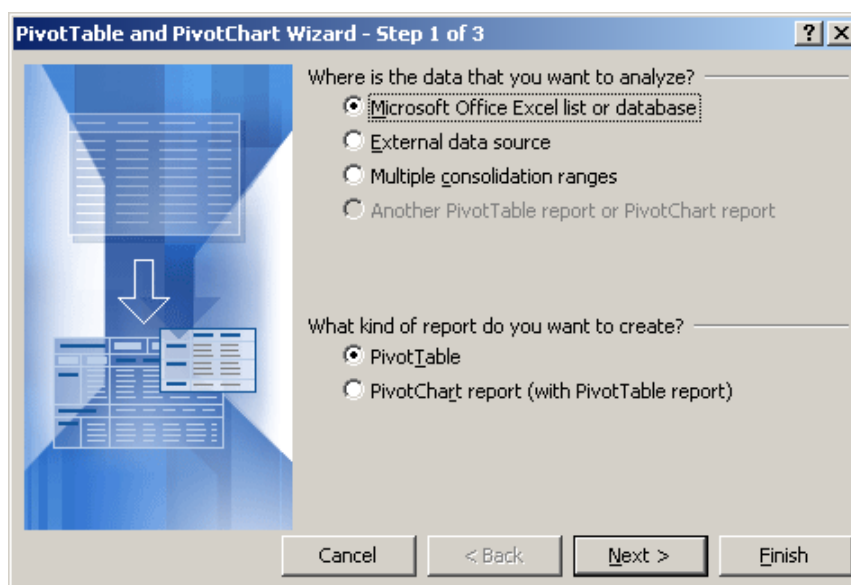 PivotTable and PivotChart Wizard - Step 1 of 3
Where is the data that you want to analyze?
Microsoft Office Excel list or database
External data source
Multiple consolidation ranges
Another PivotTable report or PivotChart report
What kind of report do you want to create?
PivotTable
PivotChart report (with PivotTable report)
Cancel < Back Next > Finish